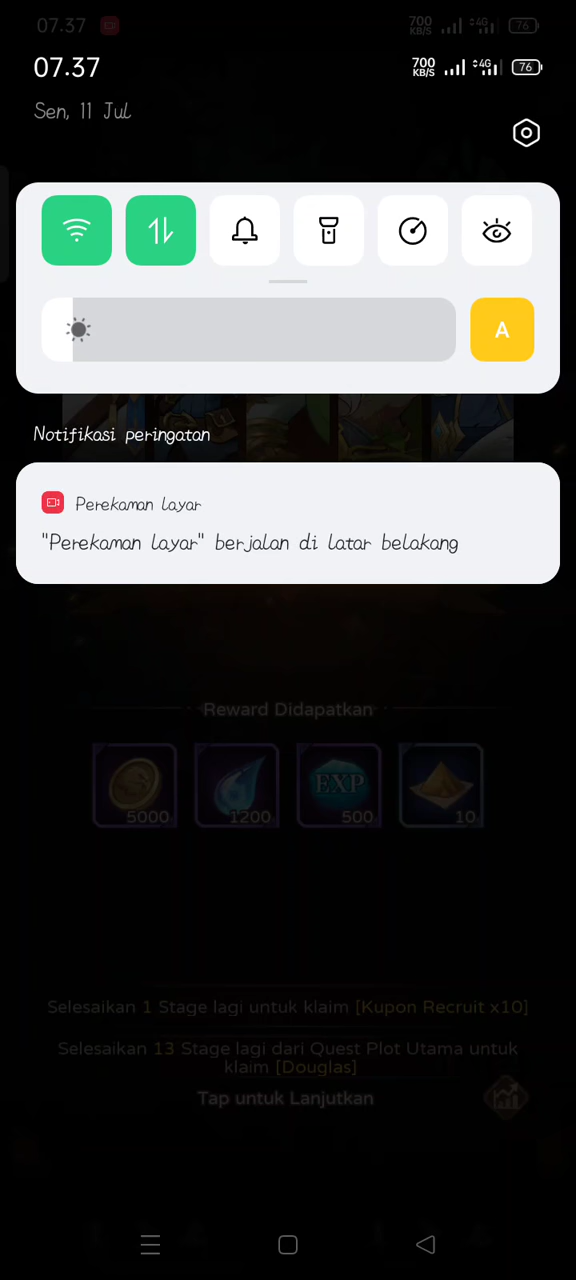 07.37 700 KB/S 4G 76
07.37 700 KB/S 4G 76
Sen, 11 Jul
A
Notifikasi peringatan
Perekaman layar
"Perekaman layar" berjalan di latar belakang
Reward Didapatkan
5000 1200 EXP 500 10
Selesaikan 1 Stage lagi untuk klaim [Kupon Recruit x10]
Selesaikan 13 Stage lagi dari Quest Plot Utama untuk
klaim [Douglas]
Tap untuk Lanjutkan